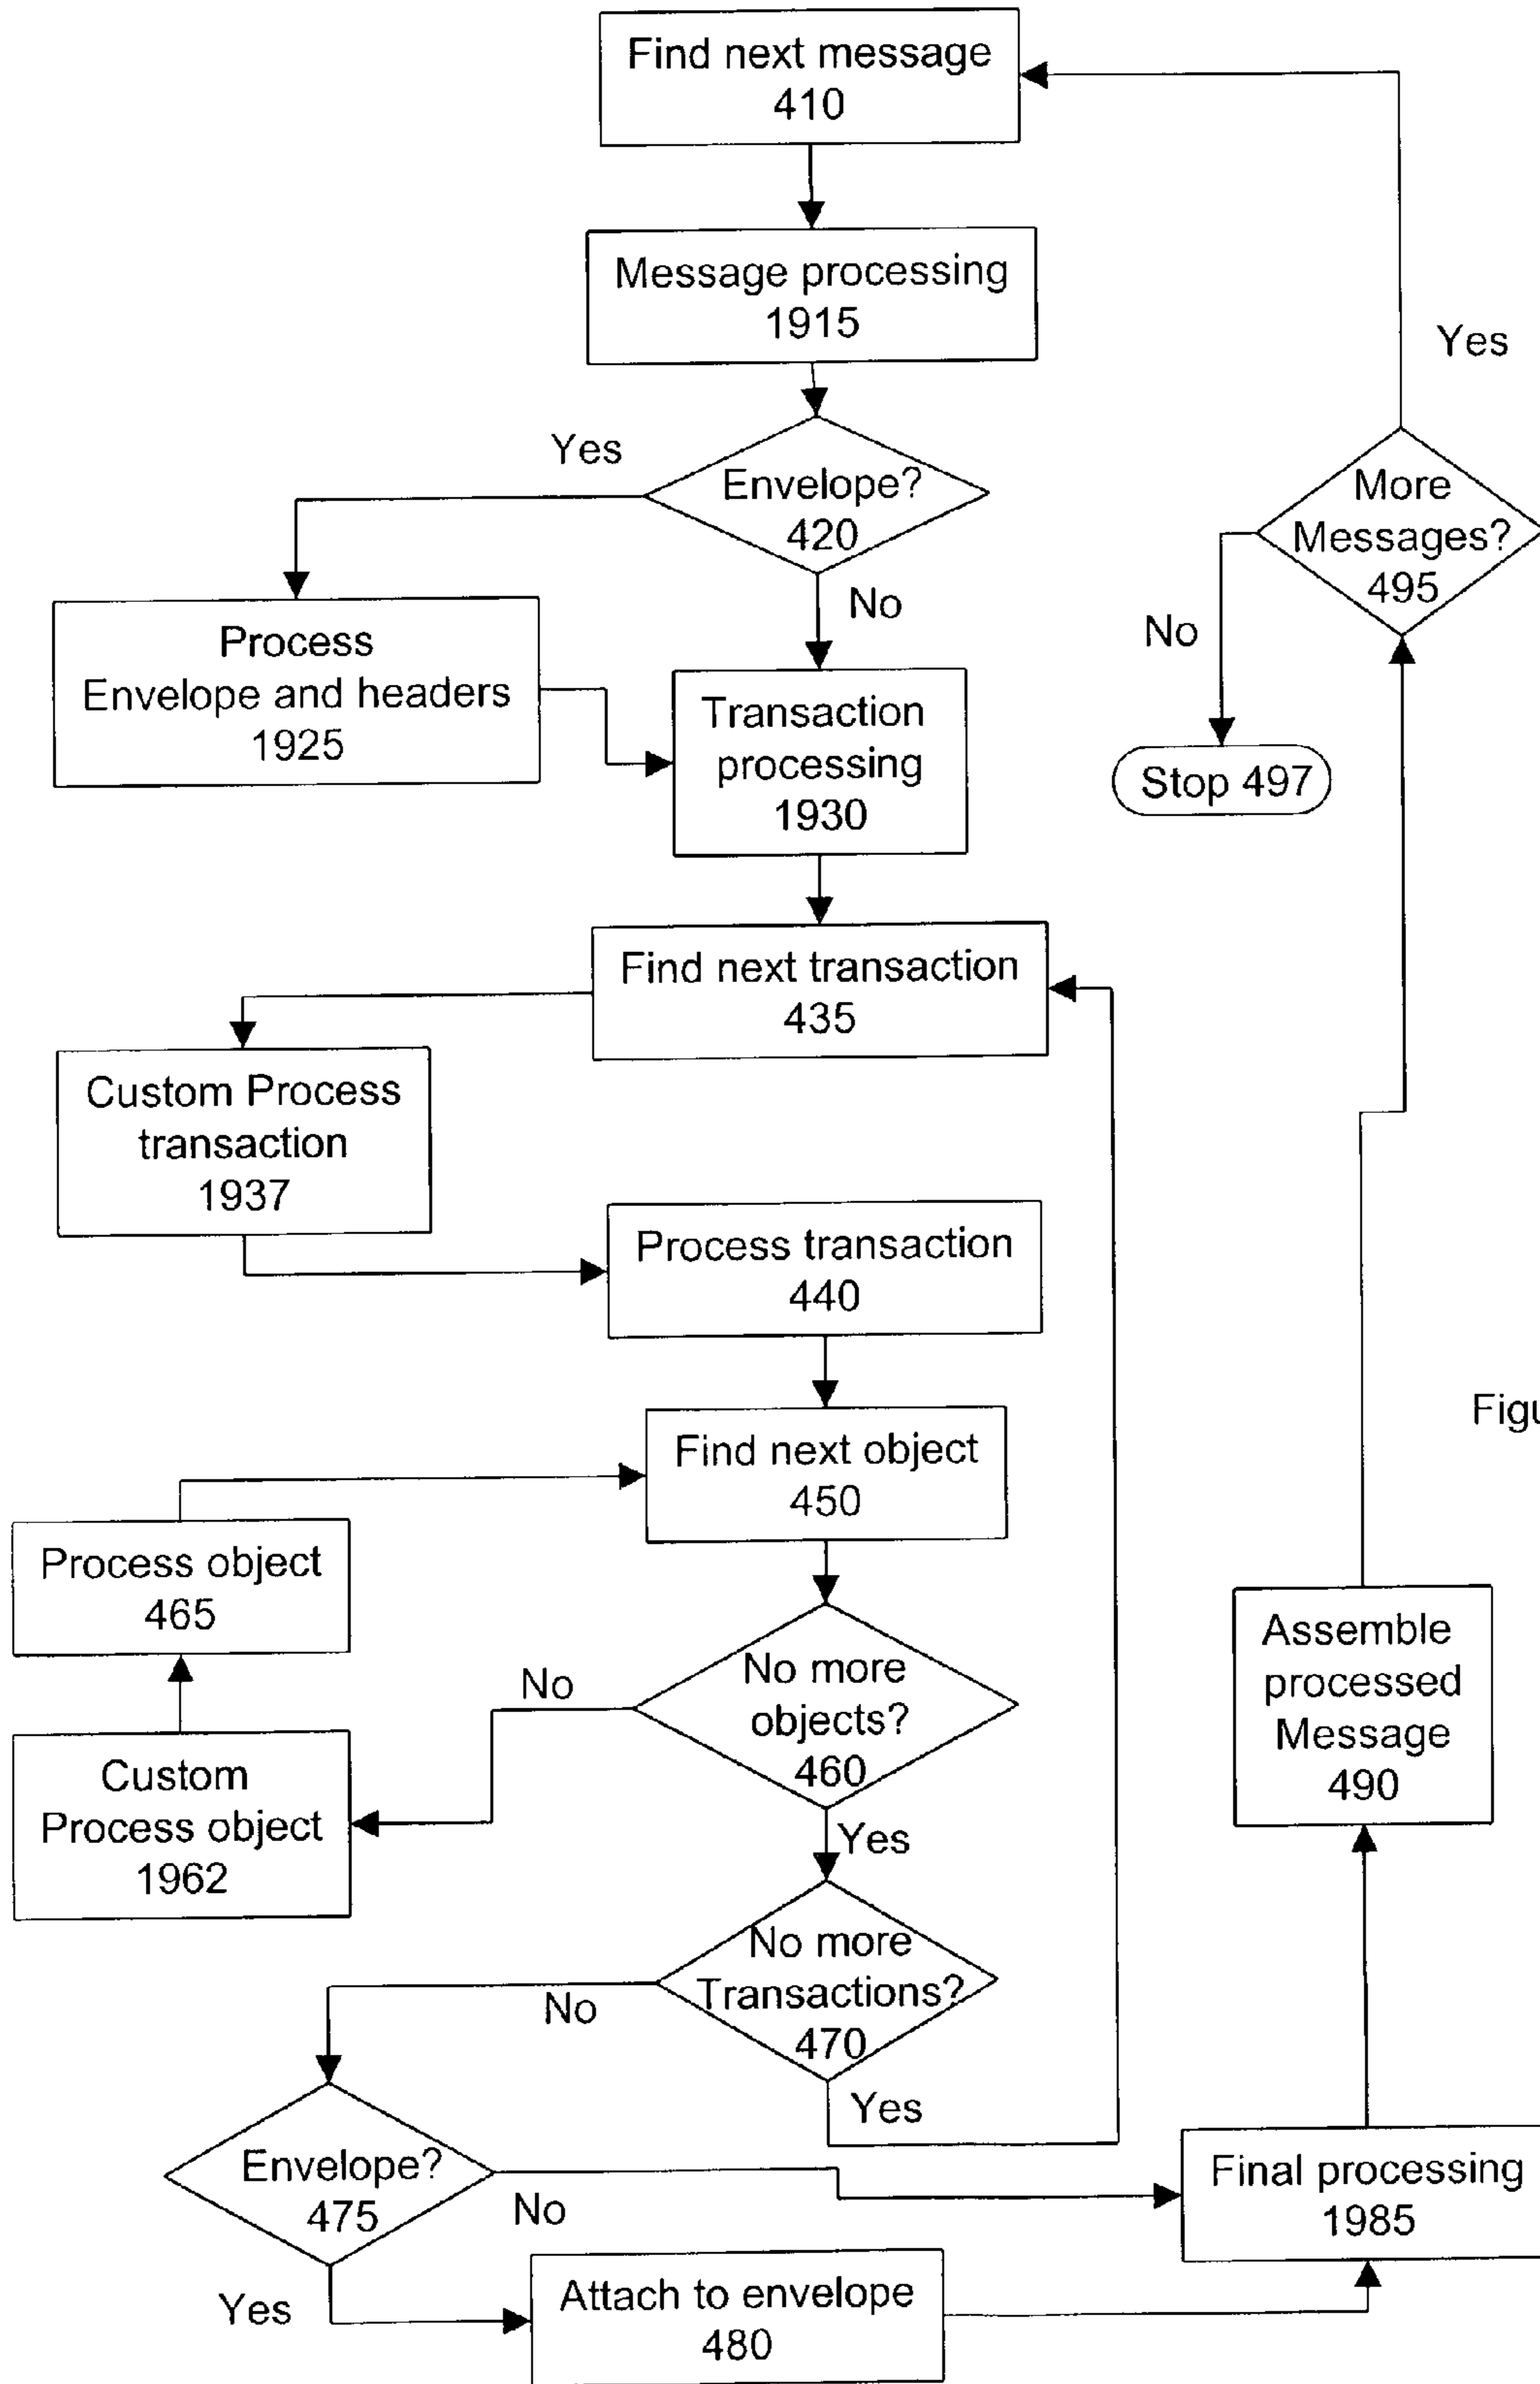 Find next message
410
Message processing
1915
Yes
Yes
Envelope?
420
More
Messages?
495
No
No
Process
Envelope and headers
1925
Transaction
processing
1930
Stop 497
Find next transaction
435
Custom Process
transaction
1937
Process transaction
440
Figu
Find next object
450
Process object
465
No more
objects?
460
No
Custom
Process object
1962
Assemble
processed
Message
490
Yes
No more
Transactions?
470
No
Yes
Envelope?
475
No
Final processing
1985
Yes
Attach to envelope
480